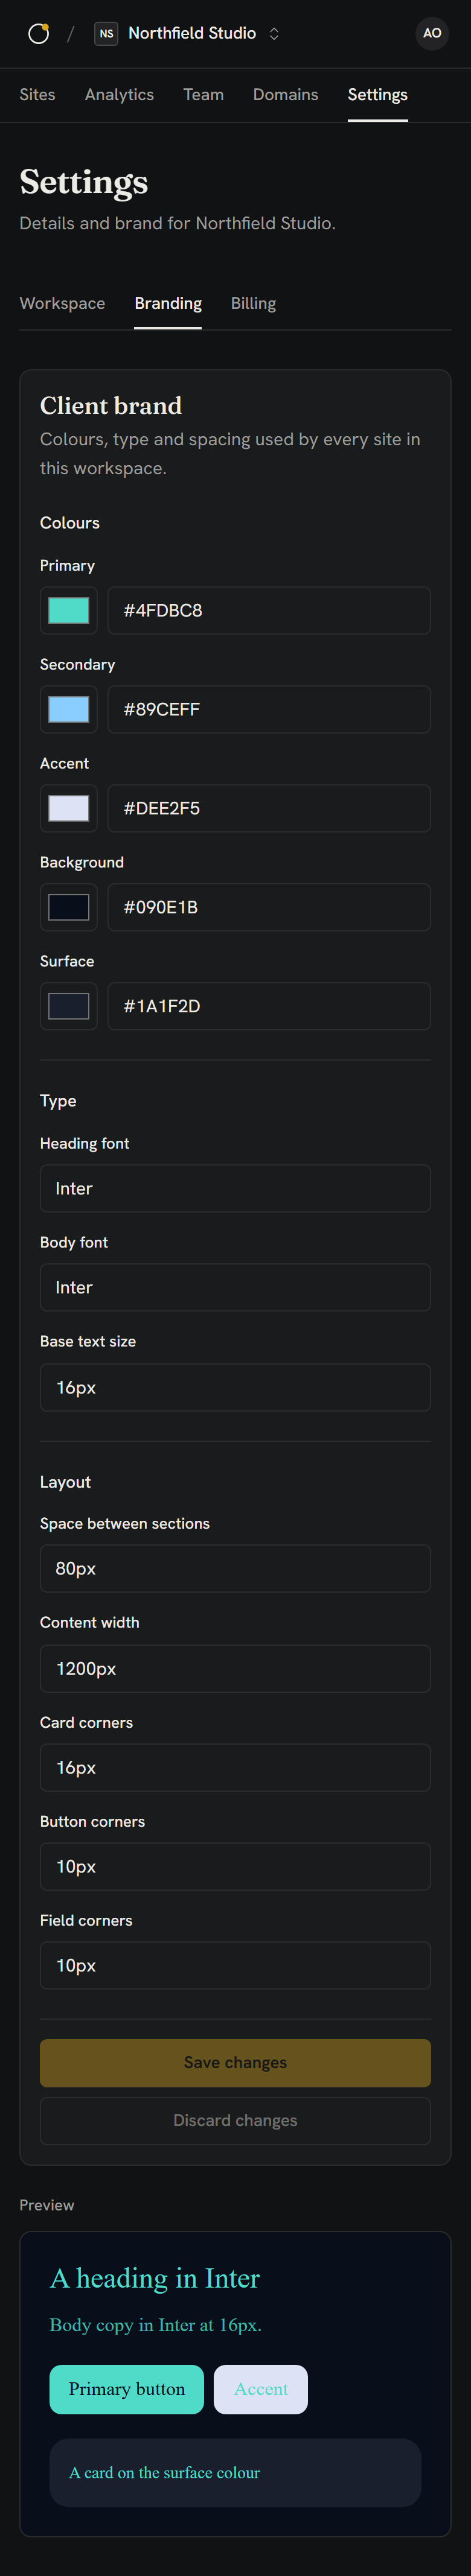 NS Northfield Studio
AO
Sites Analytics Team Domains Settings
Settings
Details and brand for Northfield Studio.
Workspace Branding Billing
Client brand
Colours, type and spacing used by every site in
this workspace.
Colours
Primary
#4FDBC8
Secondary
#89CEFF
Accent
#DEE2F5
Background
#090E1B
Surface
#1A1F2D
Type
Heading font
Inter
Body font
Inter
Base text size
16px
Layout
Space between sections
80px
Content width
1200px
Card corners
16px
Button corners
10px
Field corners
10px
Save changes
Discard changes
Preview
A heading in Inter
Body copy in Inter at 16px.
Primary button Accent
A card on the surface colour